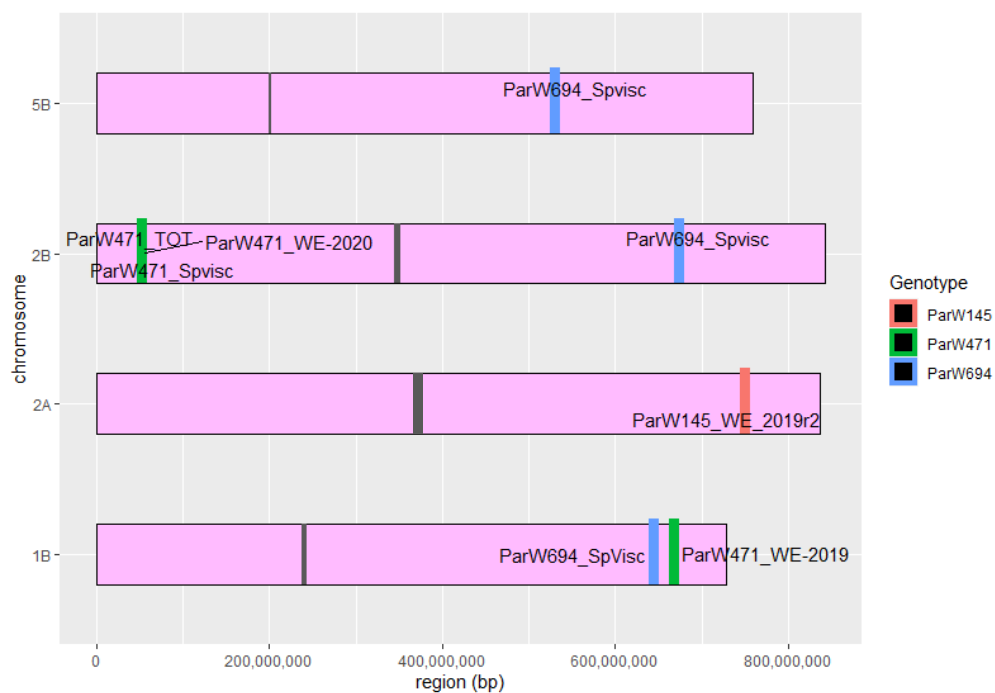 5B
ParW694_Spvisc
ParW471_TOT
ParW471_WE-2020
ParW694_Spvisc
2B
ParW471_Spvisc
Genotype
ParW145
ParW471
ParW694
chromosome
2A
ParW145_WE_2019r2
1B
ParW694_SpVisc
ParW471_WE-2019
0
200,000,000
400,000,000
600,000,000
800,000,000
region (bp)